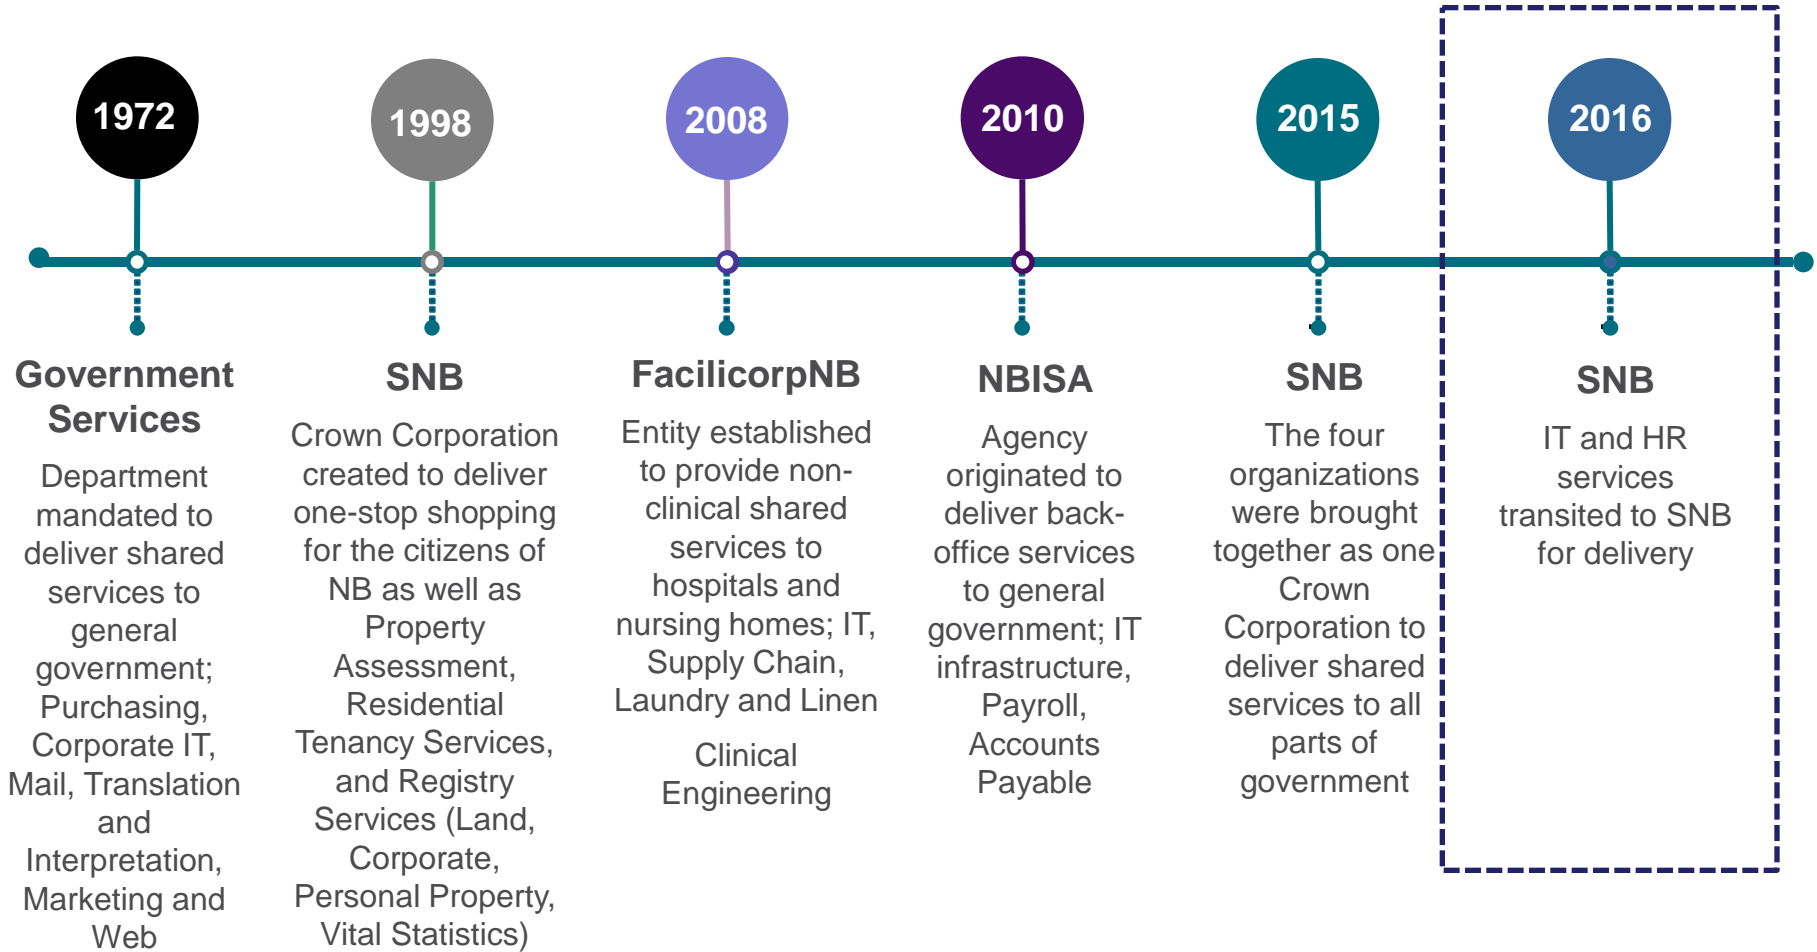 1972
1998
2008
2010
2015
2016
Government
Services
Department
mandated to
deliver shared
services to
general
government;
Purchasing,
Corporate IT,
Mail, Translation
and
Interpretation,
Marketing and
Web
SNB
Crown Corporation
created to deliver
one-stop shopping
for the citizens of
NB as well as
Property
Assessment,
Residential
Tenancy Services,
and Registry
Services (Land,
Corporate,
Personal Property,
Vital Statistics)
FacilicorpNB
Entity established
to provide non-
clinical shared
services to
hospitals and
nursing homes; IT,
Supply Chain,
Laundry and Linen
Clinical
Engineering
NBISA
Agency
originated to
deliver back-
office services
to general
government; IT
infrastructure,
Payroll,
Accounts
Payable
SNB
The four
organizations
were brought
together as one
Crown
Corporation to
deliver shared
services to all
parts of
government
SNB
IT and HR
services
transited to SNB
for delivery